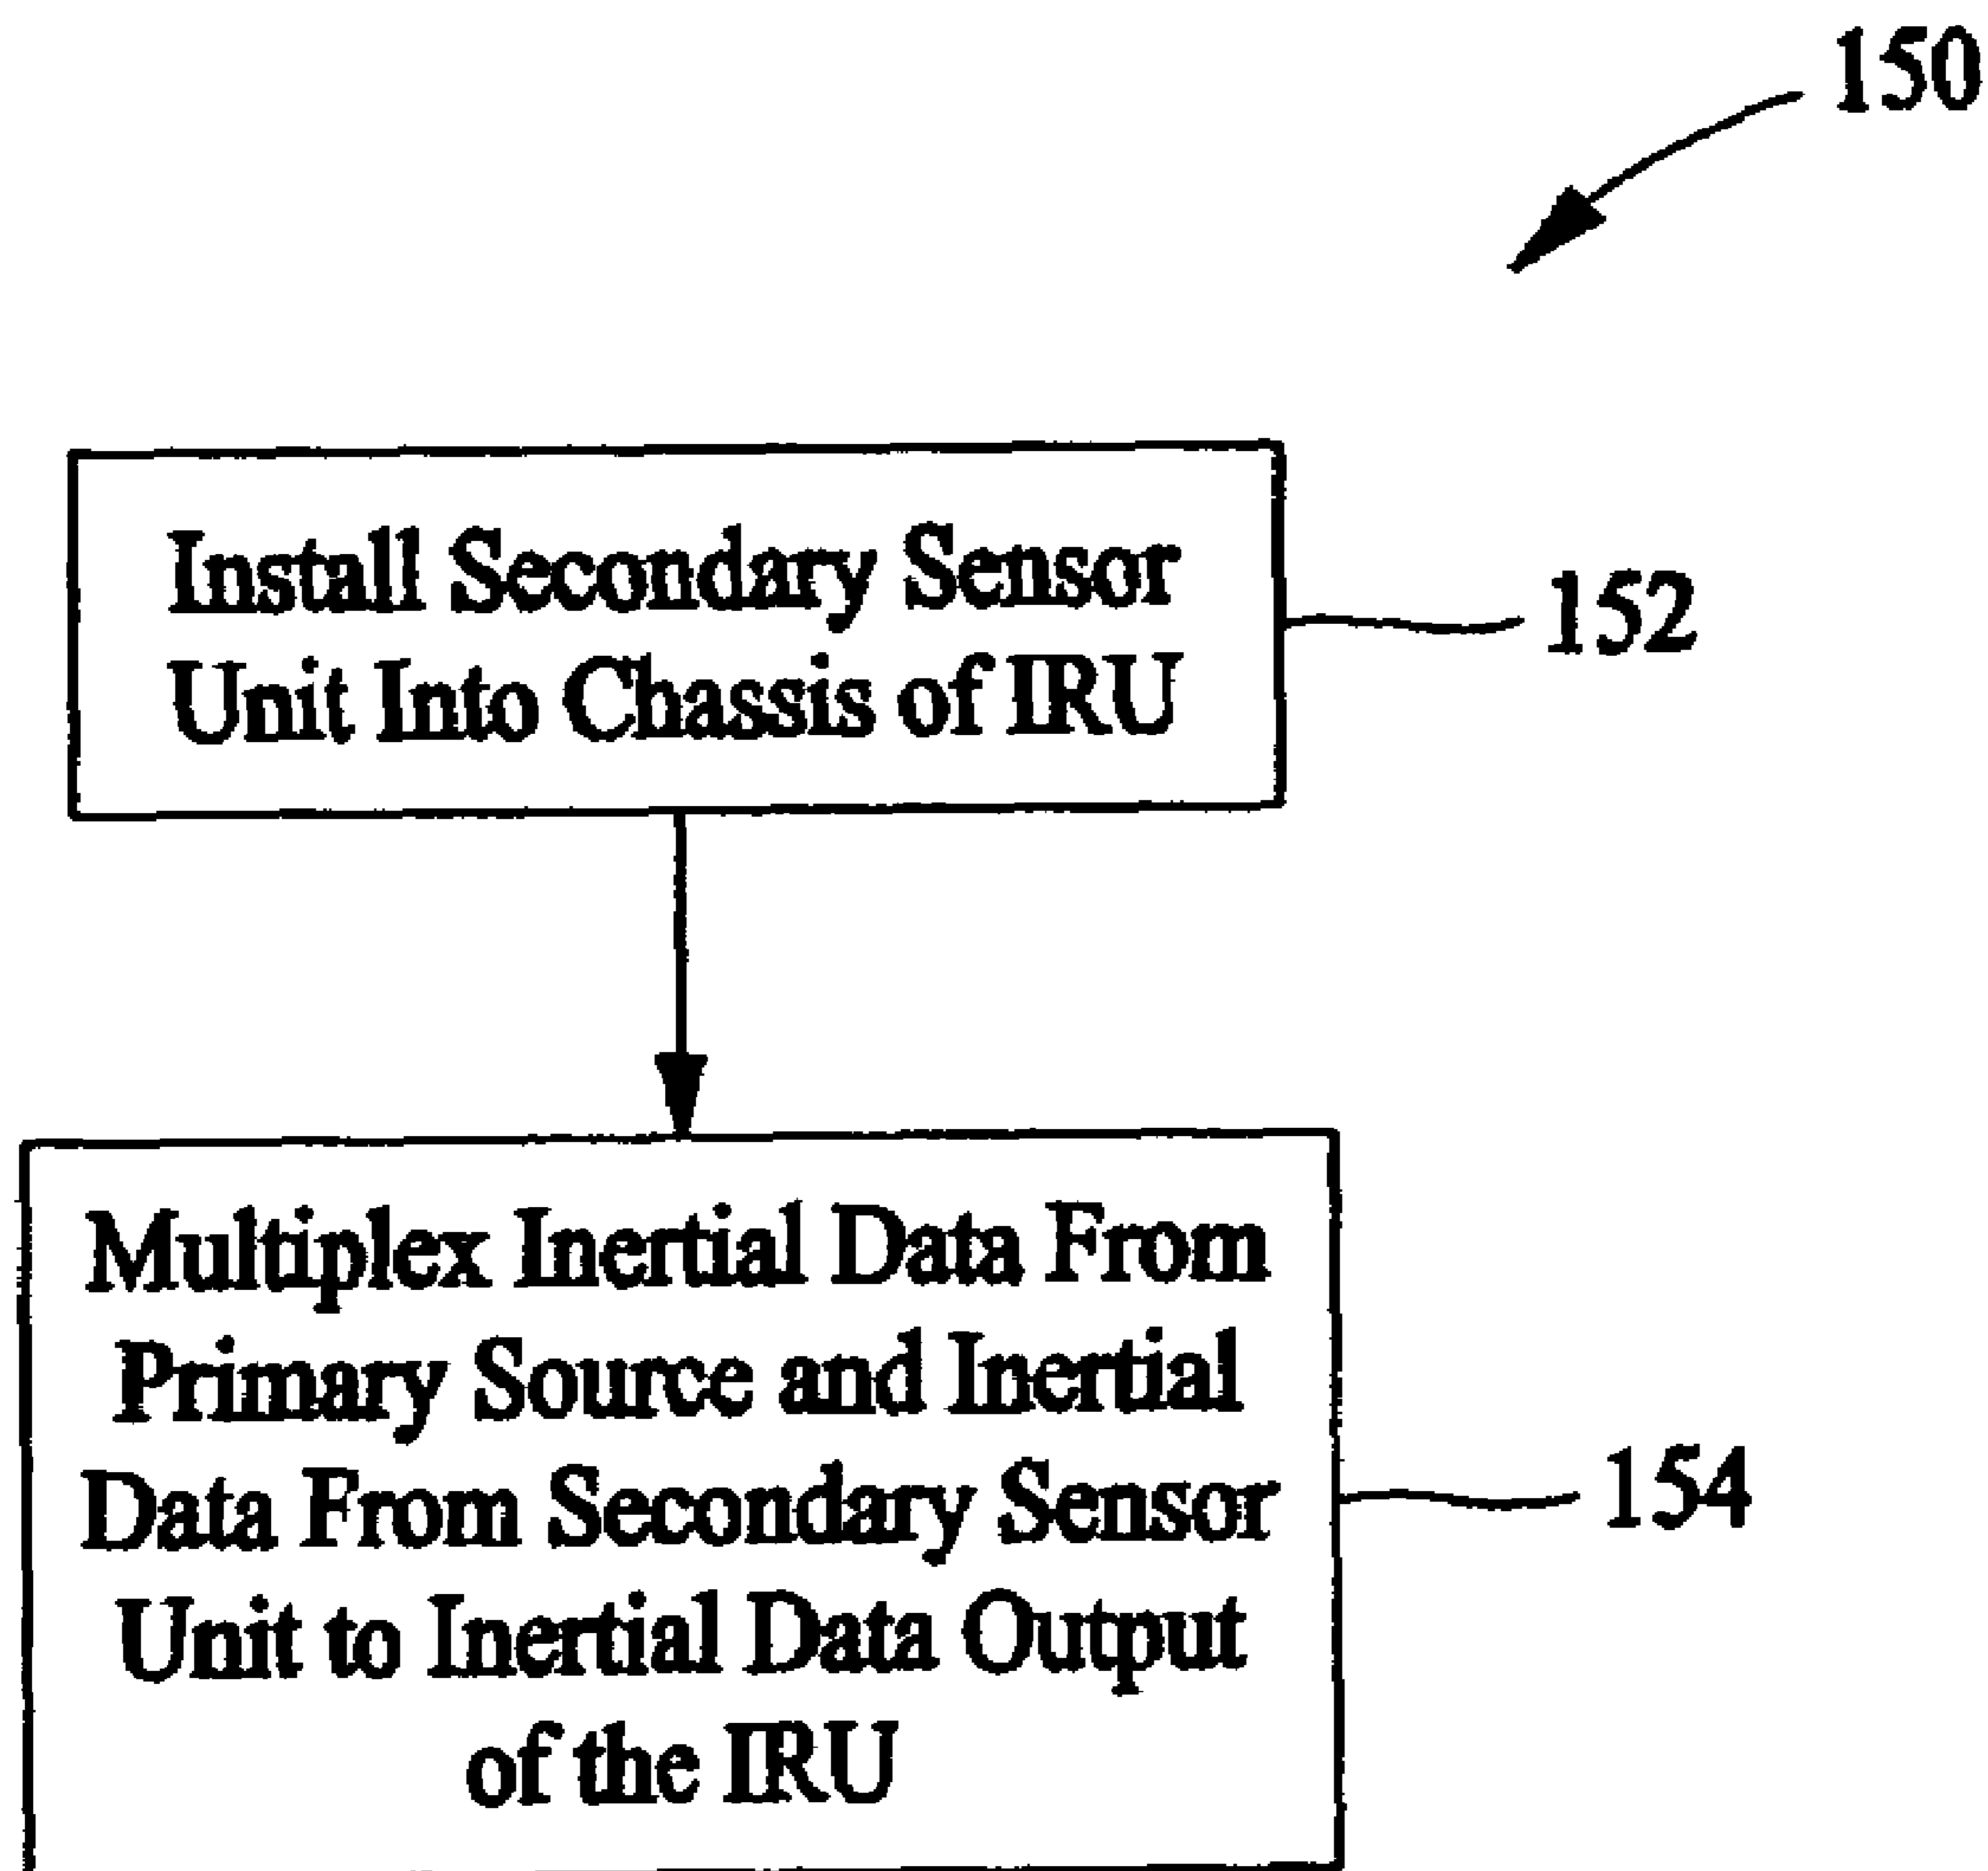 150
Install Secondary Sensor
Unit Into Chassis of IRU
152
Multiplex Inertial Data From
Primary Source and Inertial
Data From Secondary Sensor
Unit to Inertial Data Output
of the IRU
154